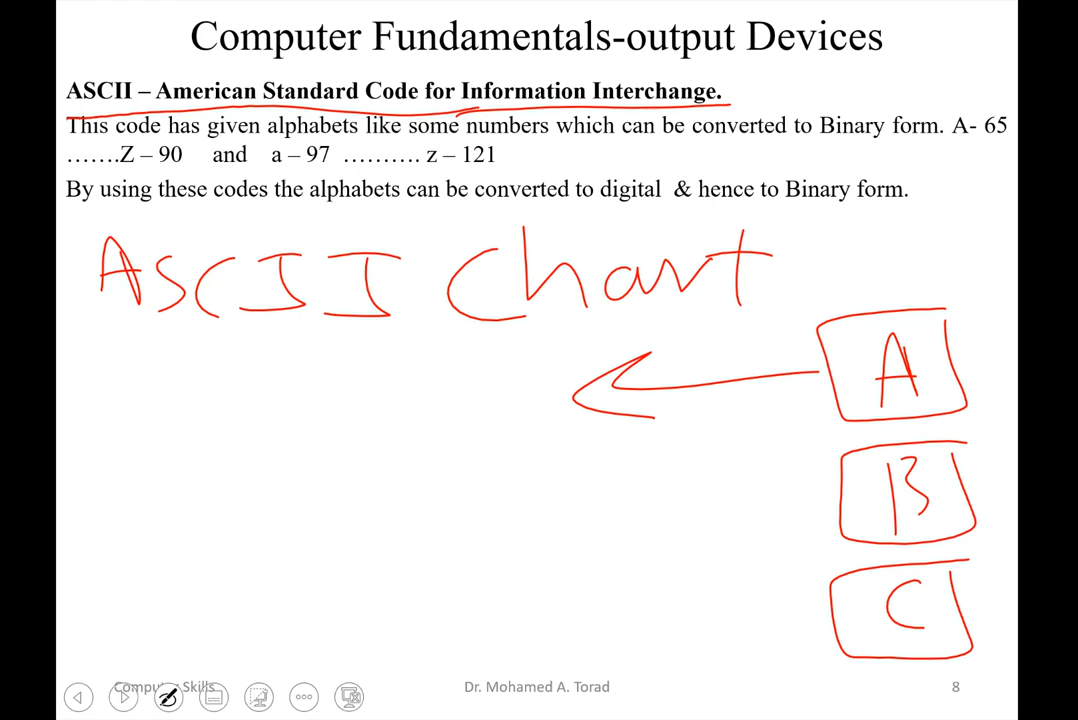 Computer Fundamentals-output Devices
ASCII – American Standard Code for Information Interchange.
This code has given alphabets like some numbers which can be converted to Binary form. A- 65
.......Z – 90 and a – 97 .......... z – 121
By using these codes the alphabets can be converted to digital & hence to Binary form.
ASCII Chart
A
B
C
Computer Skills
Dr. Mohamed A. Torad
8